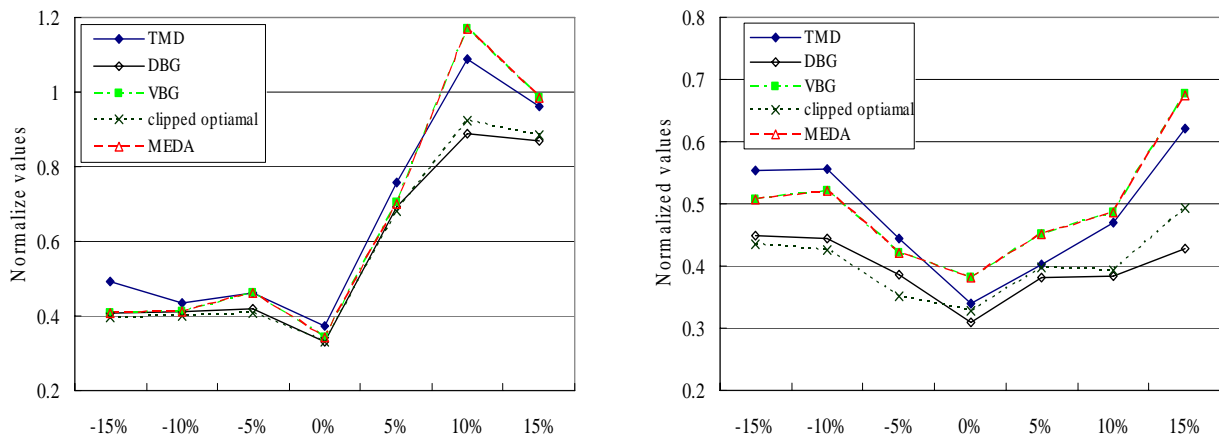 1.2
1
0.8
0.6
0.4
0.2
Normalize values
TMD
DBG
VBG
clipped optiamal
MEDA
-15% -10% -5% 0% 5% 10% 15%
0.8
0.7
0.6
0.5
0.4
0.3
0.2
Normalized values
TMD
DBG
VBG
clipped optiamal
MEDA
-15% -10% -5% 0% 5% 10% 15%